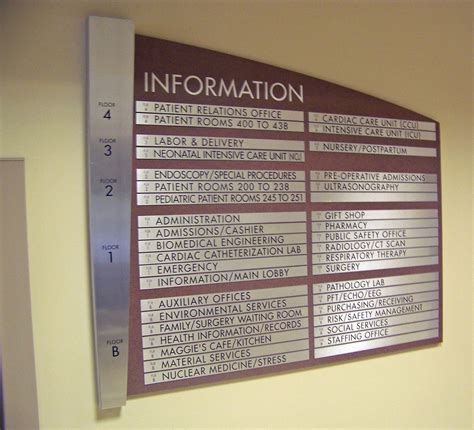 INFORMATION
FLOOR
4
PATIENT RELATIONS OFFICE
PATIENT ROOMS 400 TO 438
CARDIAC CARE UNIT (CCU)
INTENSIVE CARE UNIT (ICU)
FLOOR
3
LABOR & DELIVERY
NEONATAL INTENSIVE CARE UNIT NICU
NURSERY/POSTPARTUM
FLOOR
2
ENDOSCOPY/SPECIAL PROCEDURES
PATIENT ROOMS 200 TO 238
PEDIATRIC PATIENT ROOMS 245 TO 251
PRE-OPERATIVE ADMISSIONS
ULTRASONOGRAPHY
FLOOR
1
ADMINISTRATION
ADMISSIONS/CASHIER
BIOMEDICAL ENGINEERING
CARDIAC CATHETERIZATION LAB
EMERGENCY
INFORMATION/MAIN LOBBY
GIFT SHOP
PHARMACY
PUBLIC SAFETY OFFICE
RADIOLOGY/CT SCAN
RESPIRATORY THERAPY
SURGERY
FLOOR
B
AUXILIARY OFFICES
ENVIRONMENTAL SERVICES
FAMILY/SURGERY WAITING ROOM
HEALTH INFORMATION/RECORDS
MAGGIE'S CAFE/KITCHEN
MATERIAL SERVICES
NUCLEAR MEDICINE/STRESS
PATHOLOGY LAB
PFT/ECHO/EEG
PURCHASING/RECEIVING
RISK/SAFETY MANAGEMENT
SOCIAL SERVICES
STAFFING OFFICE